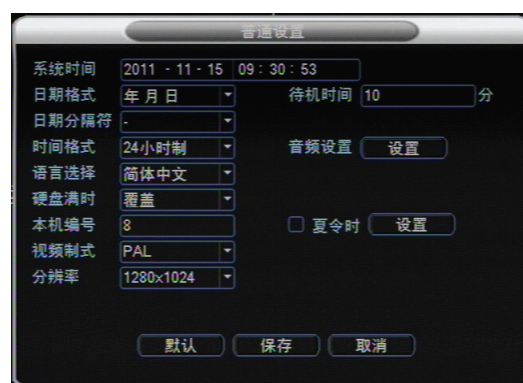 普通设置
系统时间 2011 - 11 - 15 09 : 30 : 53
日期格式 年 月 日 待机时间 10 分
日期分隔符 -
时间格式 24小时制 音频设置 设置
语言选择 简体中文
硬盘满时 覆盖
本机编号 8 夏令时 设置
视频制式 PAL
分辨率 1280x1024
默认 保存 取消